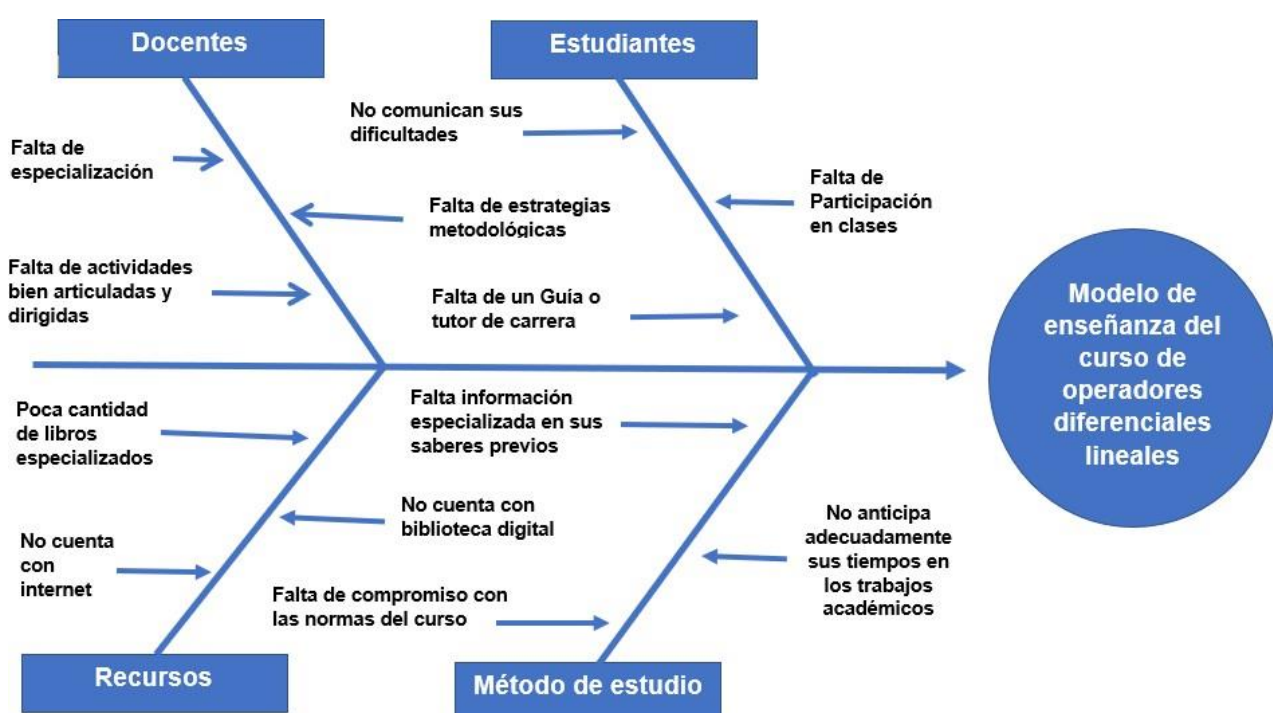 Docentes
Estudiantes
No comunican sus
dificultades
Falta de
especialización
Falta de
Participación
en clases
Falta de estrategias
metodológicas
Falta de actividades
bien articuladas y
dirigidas
Falta de un Guía o
tutor de carrera
Modelo de
enseñanza del
curso de
operadores
diferenciales
lineales
Poca cantidad
de libros
especializados
Falta información
especializada en sus
saberes previos
No cuenta con
biblioteca digital
No cuenta
con
internet
No anticipa
adecuadamente
sus tiempos en
los trabajos
académicos
Falta de compromiso con
las normas del curso
Recursos
Método de estudio